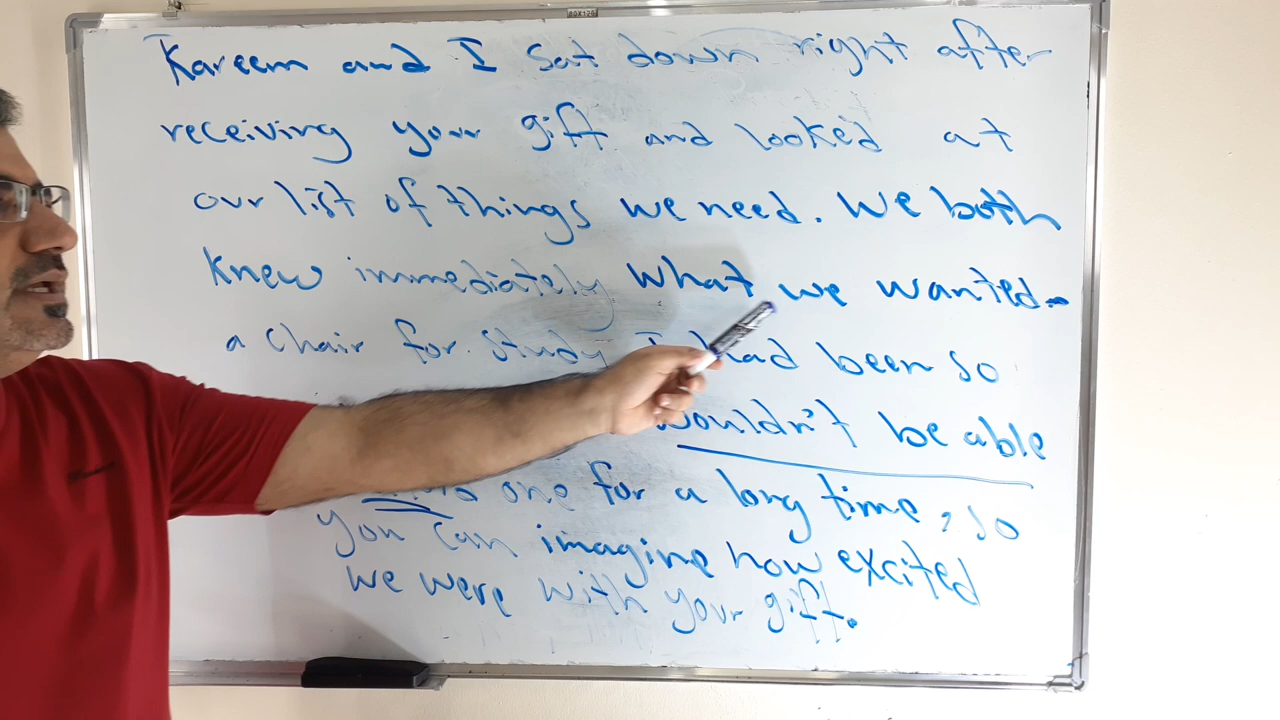 80X120
Kareem and I sat down right after
receiving your gift and looked at
our list of things we need. We both
knew immediately what we wanted.
a chair for study I had been so
wouldn't be able
one for a long time, so
you can imagine how excited
we were with your gift.